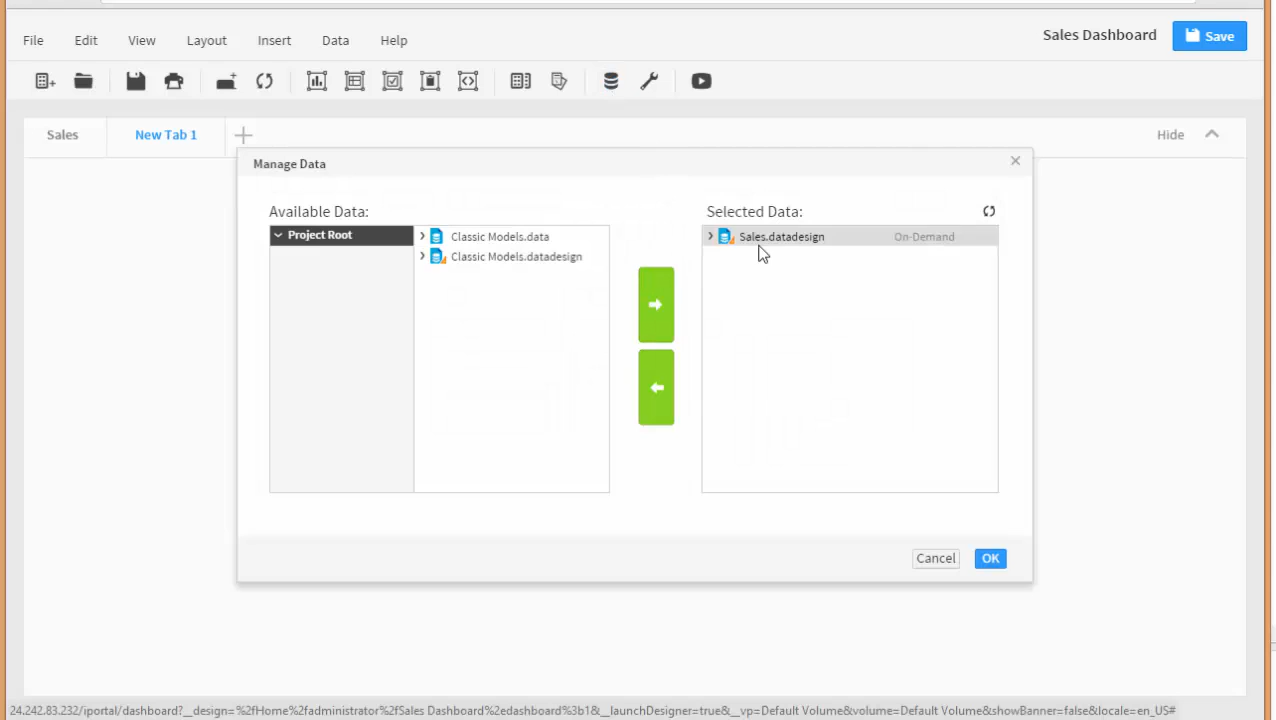 File Edit View Layout Insert Data Help
Sales Dashboard
Save
Sales New Tab 1
Hide
Manage Data
Available Data:
Selected Data:
Project Root
Classic Models.data
Classic Models.datadesign
Sales.datadesign On-Demand
Cancel OK
24.242.83.232/iportal/dashboard?__design=%2fHome%2fadministrator%2fSales Dashboard%2edashboard%3b1&__launchDesigner=true&__vp=Default Volume&volume=Default Volume&showBanner=false&locale=en_US#